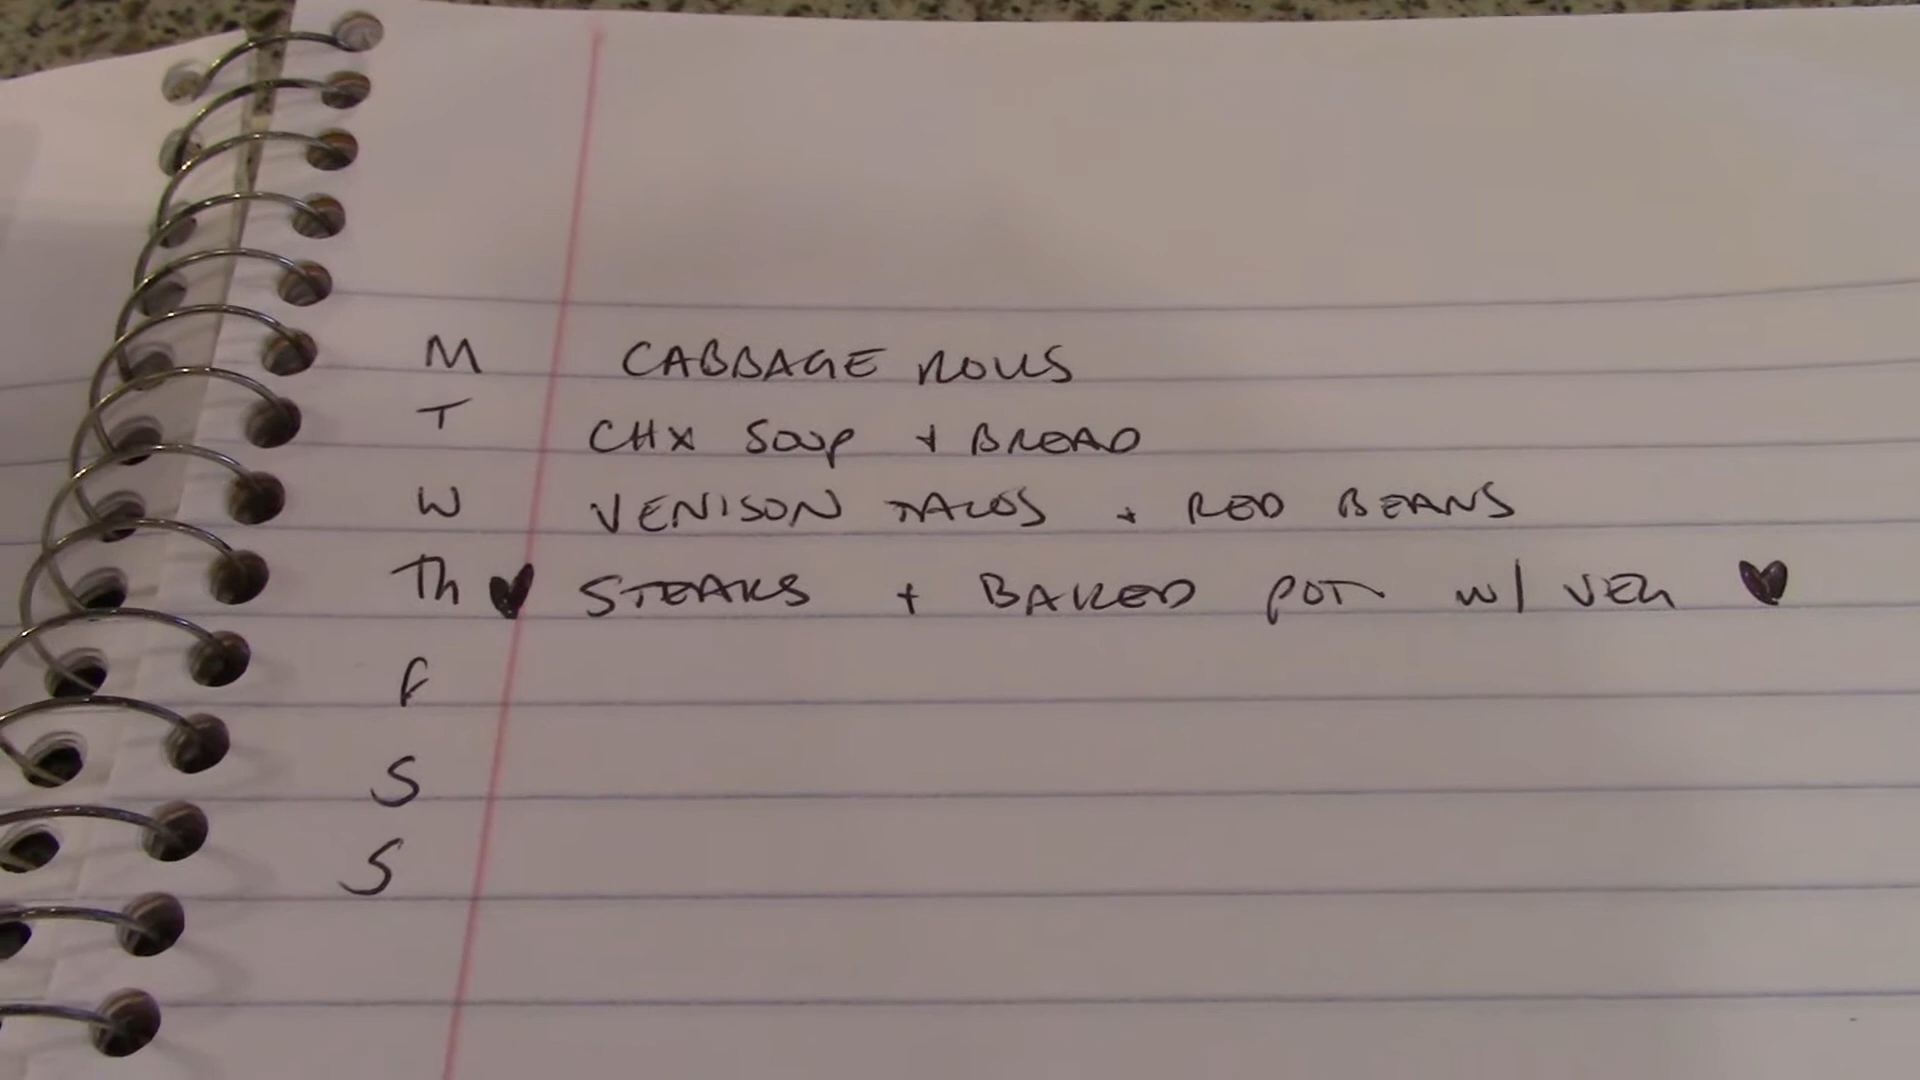 M CABBAGE ROLLS
T CHX SOUP + BREAD
W VENISON TACOS + RED BEANS
Th ♥ STEAKS + BAKED POT w/ VEG ♥
F
S
S